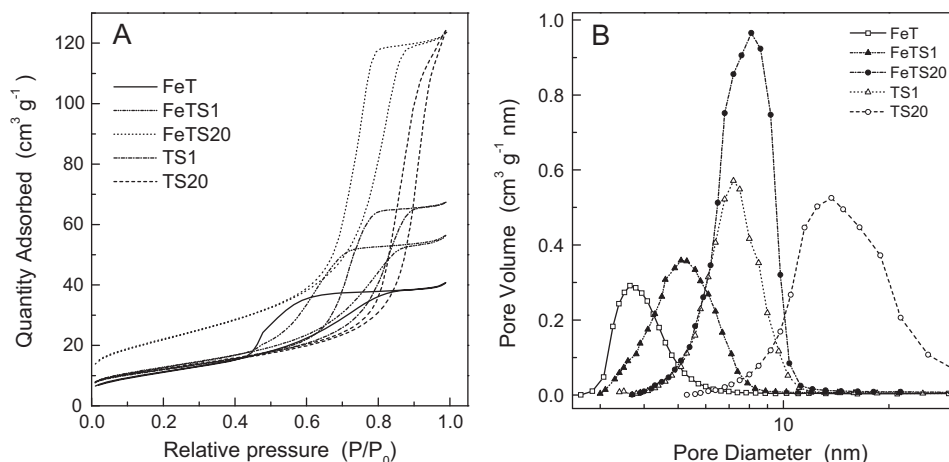 A
FeT
FeTS1
FeTS20
TS1
TS20
Quantity Adsorbed (cm³ g⁻¹)
120
100
80
60
40
20
0
0.0 0.2 0.4 0.6 0.8 1.0
Relative pressure (P/P₀)
B
FeT
FeTS1
FeTS20
TS1
TS20
Pore Volume (cm³ g⁻¹ nm)
1.0
0.8
0.6
0.4
0.2
0.0
10
Pore Diameter (nm)